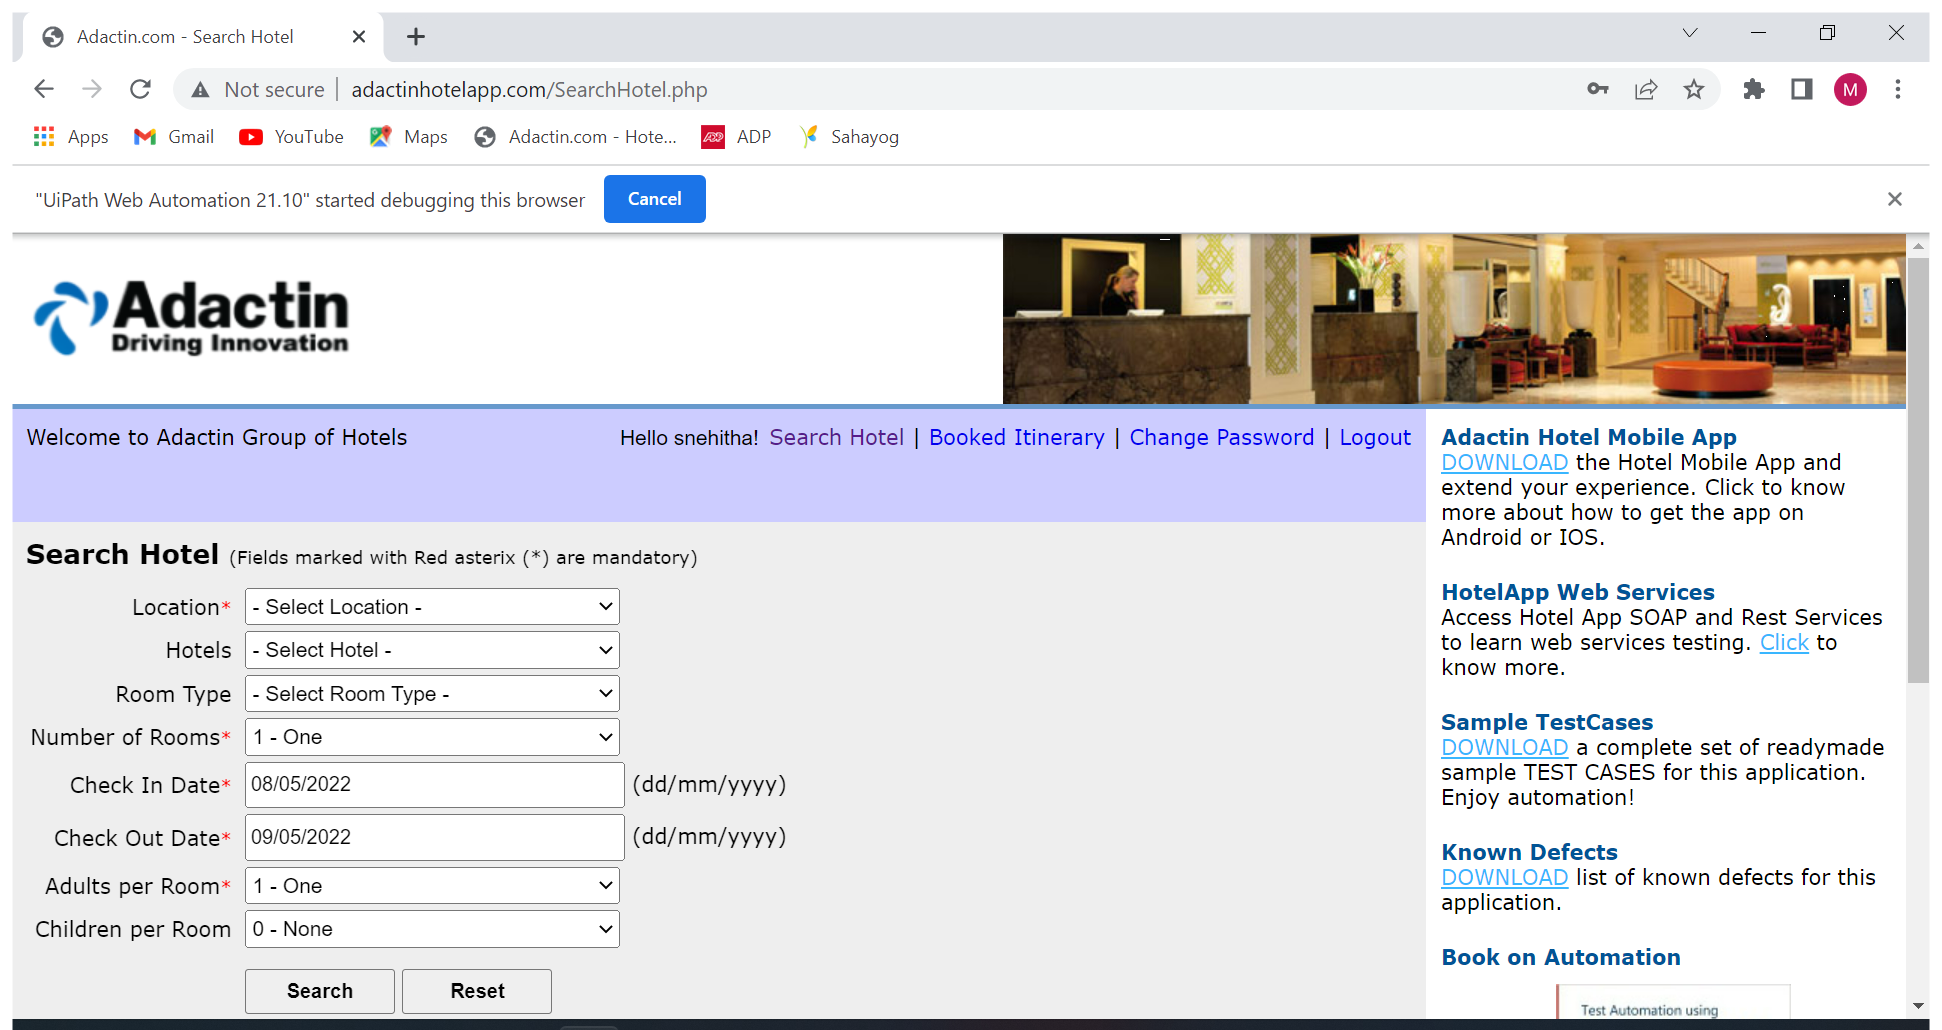 Adactin.com - Search Hotel
Not secure | adactinhotelapp.com/SearchHotel.php
M
Apps Gmail YouTube Maps Adactin.com - Hote... ADP Sahayog
"UiPath Web Automation 21.10" started debugging this browser Cancel
Adactin
Driving Innovation
Welcome to Adactin Group of Hotels
Hello snehitha! Search Hotel | Booked Itinerary | Change Password | Logout
Search Hotel (Fields marked with Red asterix (*) are mandatory)
Location* - Select Location -
Hotels - Select Hotel -
Room Type - Select Room Type -
Number of Rooms* 1 - One
Check In Date* 08/05/2022 (dd/mm/yyyy)
Check Out Date* 09/05/2022 (dd/mm/yyyy)
Adults per Room* 1 - One
Children per Room 0 - None
Search Reset
Adactin Hotel Mobile App
DOWNLOAD the Hotel Mobile App and
extend your experience. Click to know
more about how to get the app on
Android or IOS.
HotelApp Web Services
Access Hotel App SOAP and Rest Services
to learn web services testing. Click to
know more.
Sample TestCases
DOWNLOAD a complete set of readymade
sample TEST CASES for this application.
Enjoy automation!
Known Defects
DOWNLOAD list of known defects for this
application.
Book on Automation
Test Automation using